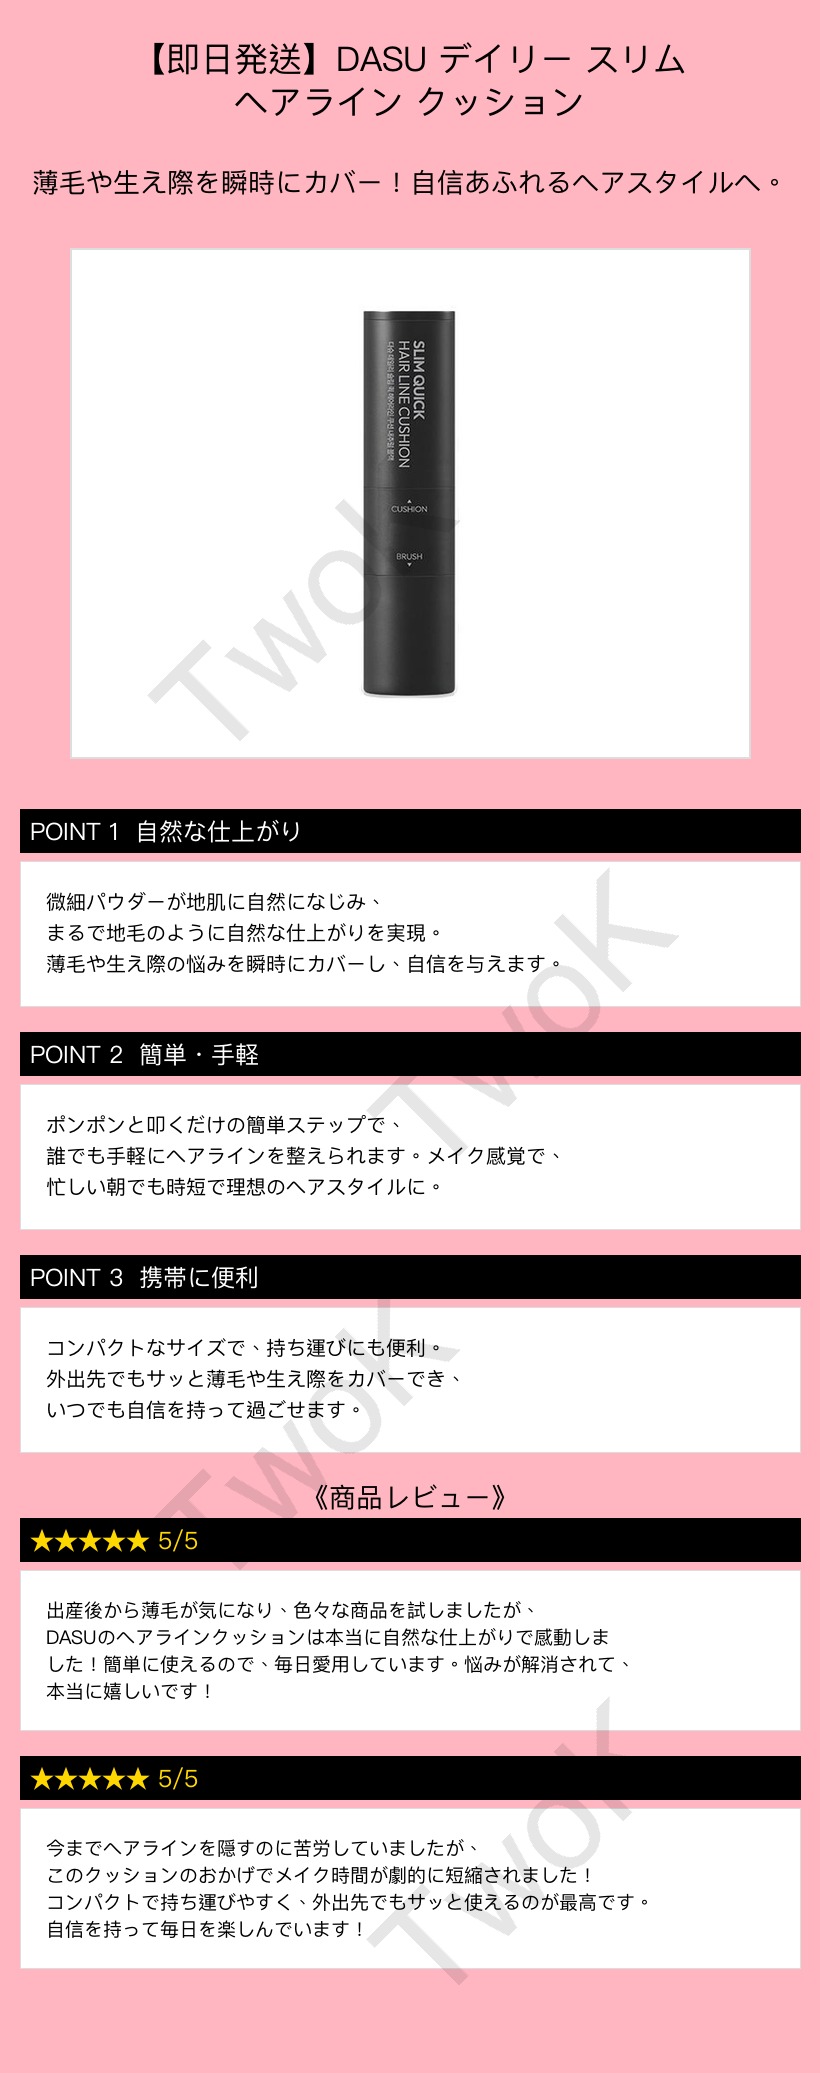 【即日発送】DASU デイリー スリム
ヘアライン クッション
薄毛や生え際を瞬時にカバー！自信あふれるヘアスタイルへ。
SLIM QUICK
HAIR LINE CUSHION
CUSHION
BRUSH
TwoK
POINT 1 自然な仕上がり
微細パウダーが地肌に自然になじみ、
まるで地毛のように自然な仕上がりを実現。
薄毛や生え際の悩みを瞬時にカバーし、自信を与えます。
TwoK
POINT 2 簡単・手軽
ポンポンと叩くだけの簡単ステップで、
誰でも手軽にヘアラインを整えられます。メイク感覚で、
忙しい朝でも時短で理想のヘアスタイルに。
POINT 3 携帯に便利
コンパクトなサイズで、持ち運びにも便利。
外出先でもサッと薄毛や生え際をカバーでき、
いつでも自信を持って過ごせます。
TwoK
《商品レビュー》
★★★★★ 5/5
出産後から薄毛が気になり、色々な商品を試しましたが、
DASUのヘアラインクッションは本当に自然な仕上がりで感動しま
した！簡単に使えるので、毎日愛用しています。悩みが解消されて、
本当に嬉しいです！
★★★★★ 5/5
今までヘアラインを隠すのに苦労していましたが、
このクッションのおかげでメイク時間が劇的に短縮されました！
コンパクトで持ち運びやすく、外出先でもサッと使えるのが最高です。
自信を持って毎日を楽しんでいます！
TwoK